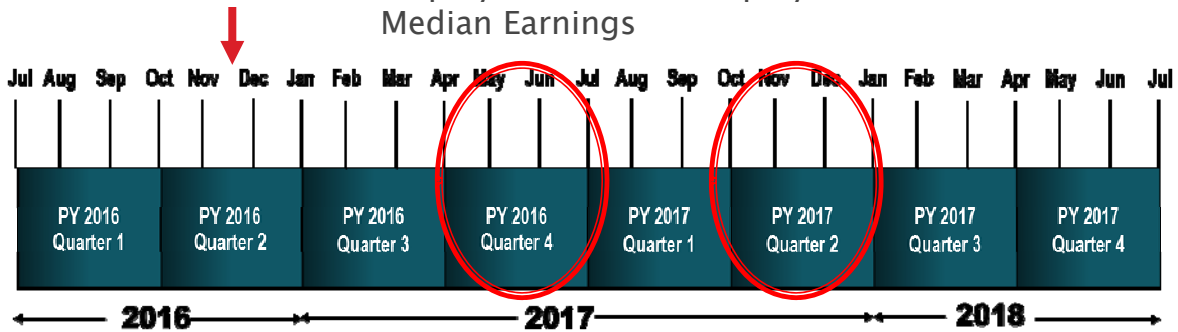 Median Earnings
Jul Aug Sep Oct Nov Dec Jan Feb Mar Apr May Jun Jul Aug Sep Oct Nov Dec Jan Feb Mar Apr May Jun Jul
PY 2016 PY 2016 PY 2016 PY 2016 PY 2017 PY 2017 PY 2017 PY 2017
Quarter 1 Quarter 2 Quarter 3 Quarter 4 Quarter 1 Quarter 2 Quarter 3 Quarter 4
2016 2017 2018